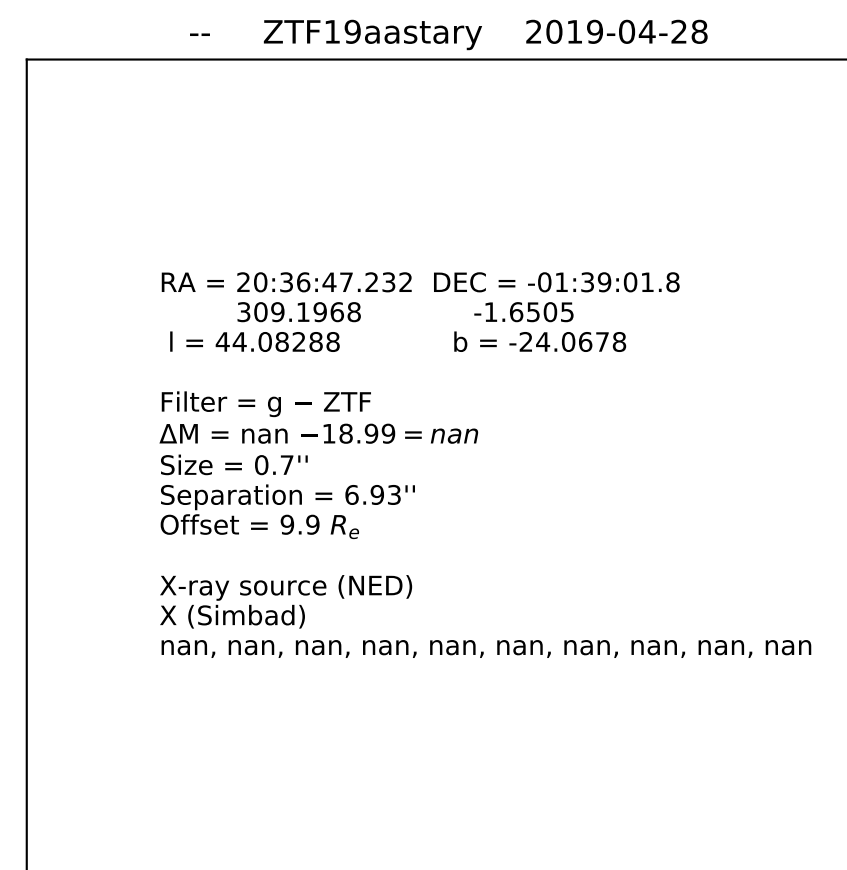 -- ZTF19aastary 2019-04-28
RA = 20:36:47.232 DEC = -01:39:01.8
309.1968 -1.6505
l = 44.08288 b = -24.0678
Filter = g − ZTF
ΔM = nan −18.99 = nan
Size = 0.7''
Separation = 6.93''
Offset = 9.9 Re
X-ray source (NED)
X (Simbad)
nan, nan, nan, nan, nan, nan, nan, nan, nan, nan